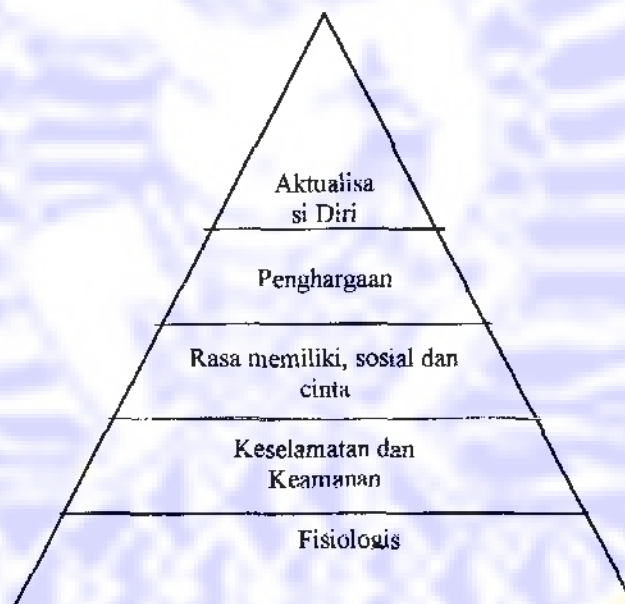 Aktualisa
si Diri
Penghargaan
Rasa memiliki, sosial dan
cinta
Keselamatan dan
Keamanan
Fisiologis